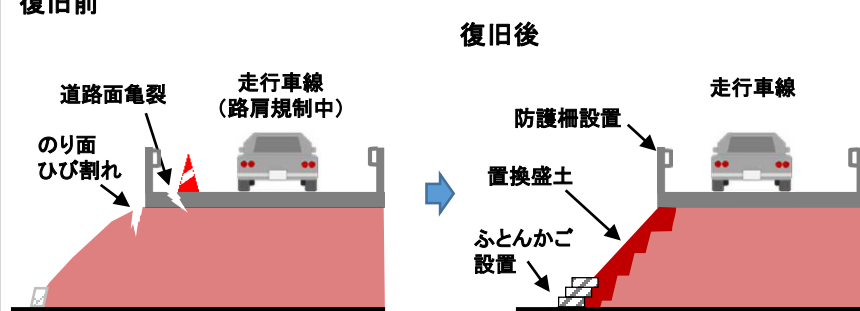 復旧前
道路面亀裂
走行車線
（路肩規制中）
のり面
ひび割れ
復旧後
走行車線
防護柵設置
置換盛土
ふとんかご
設置